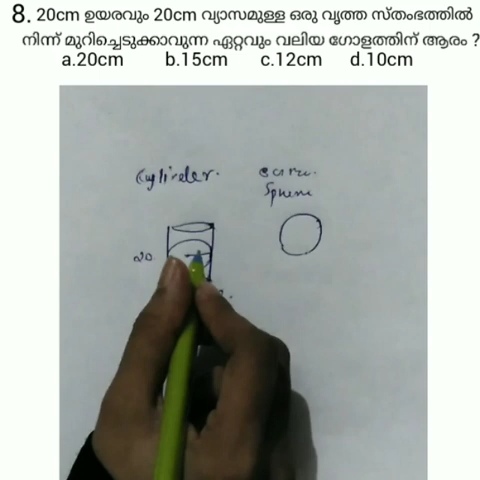 8. 20cm ഉയരവും 20cm വ്യാസമുള്ള ഒരു വൃത്ത സ്തംഭത്തിൽ
നിന്ന് മുറിച്ചെടുക്കാവുന്ന ഏറ്റവും വലിയ ഗോളത്തിന് ആരം ?
a.20cm b.15cm c.12cm d.10cm
Cylinder.
Sphere
20